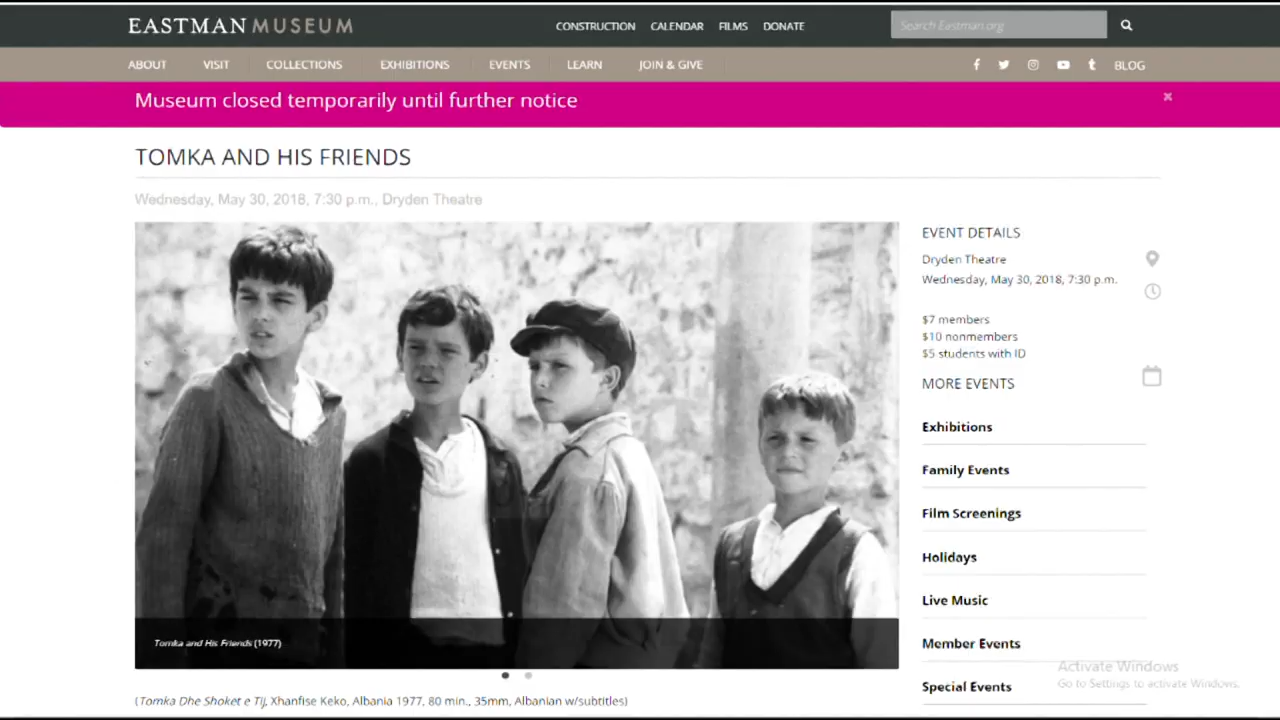 EASTMAN MUSEUM
CONSTRUCTION CALENDAR FILMS DONATE
Search Eastman.org
ABOUT VISIT COLLECTIONS EXHIBITIONS EVENTS LEARN JOIN & GIVE
BLOG
Museum closed temporarily until further notice
TOMKA AND HIS FRIENDS
Wednesday, May 30, 2018, 7:30 p.m., Dryden Theatre
Tomka and His Friends (1977)
(Tomka Dhe Shoket e Tij, Xhanfise Keko, Albania 1977, 80 min., 35mm, Albanian w/subtitles)
EVENT DETAILS
Dryden Theatre
Wednesday, May 30, 2018, 7:30 p.m.
$7 members
$10 nonmembers
$5 students with ID
MORE EVENTS
Exhibitions
Family Events
Film Screenings
Holidays
Live Music
Member Events
Special Events
Activate Windows
Go to Settings to activate Windows.